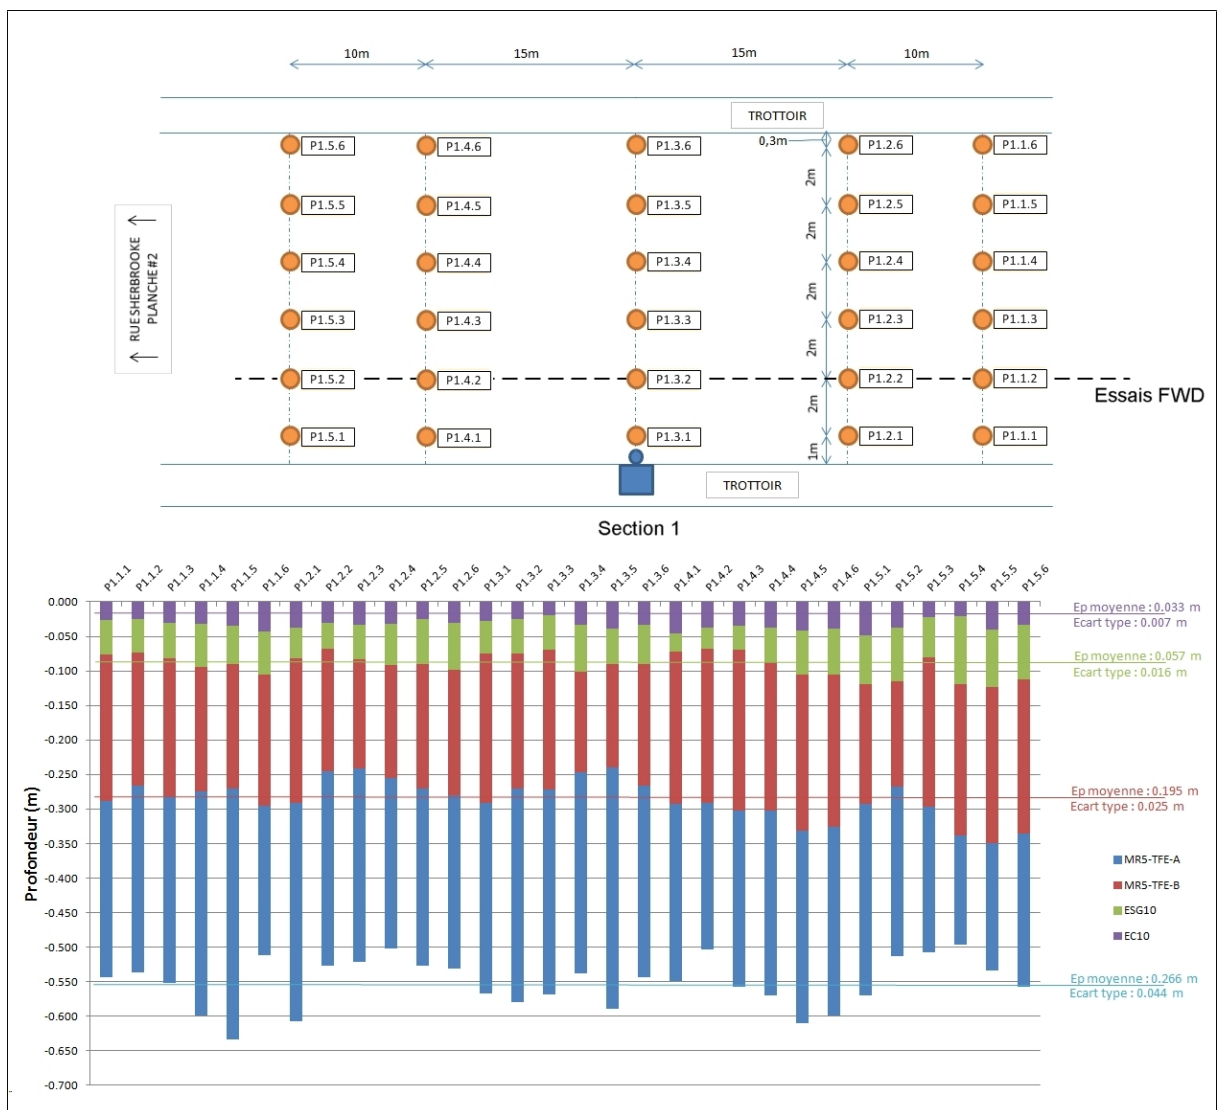 10m 15m 15m 10m
TROTTOIR
0,3m
P1.5.6 P1.4.6 P1.3.6 P1.2.6 P1.1.6
2m
P1.5.5 P1.4.5 P1.3.5 P1.2.5 P1.1.5
2m
P1.5.4 P1.4.4 P1.3.4 P1.2.4 P1.1.4
2m
P1.5.3 P1.4.3 P1.3.3 P1.2.3 P1.1.3
2m
P1.5.2 P1.4.2 P1.3.2 P1.2.2 P1.1.2
Essais FWD
2m
P1.5.1 P1.4.1 P1.3.1 P1.2.1 P1.1.1
1m
RUE SHERBROOKE
PLANCHE #2
TROTTOIR
Section 1
P1.1.1 P1.1.2 P1.1.3 P1.1.4 P1.1.5 P1.1.6 P1.2.1 P1.2.2 P1.2.3 P1.2.4 P1.2.5 P1.2.6 P1.3.1 P1.3.2 P1.3.3 P1.3.4 P1.3.5 P1.3.6 P1.4.1 P1.4.2 P1.4.3 P1.4.4 P1.4.5 P1.4.6 P1.5.1 P1.5.2 P1.5.3 P1.5.4 P1.5.5 P1.5.6
Profondeur (m)
0.000
-0.050
-0.100
-0.150
-0.200
-0.250
-0.300
-0.350
-0.400
-0.450
-0.500
-0.550
-0.600
-0.650
-0.700
Ep moyenne : 0.033 m
Ecart type : 0.007 m
Ep moyenne : 0.057 m
Ecart type : 0.016 m
Ep moyenne : 0.195 m
Ecart type : 0.025 m
MR5-TFE-A
MR5-TFE-B
ESG10
EC10
Ep moyenne : 0.266 m
Ecart type : 0.044 m